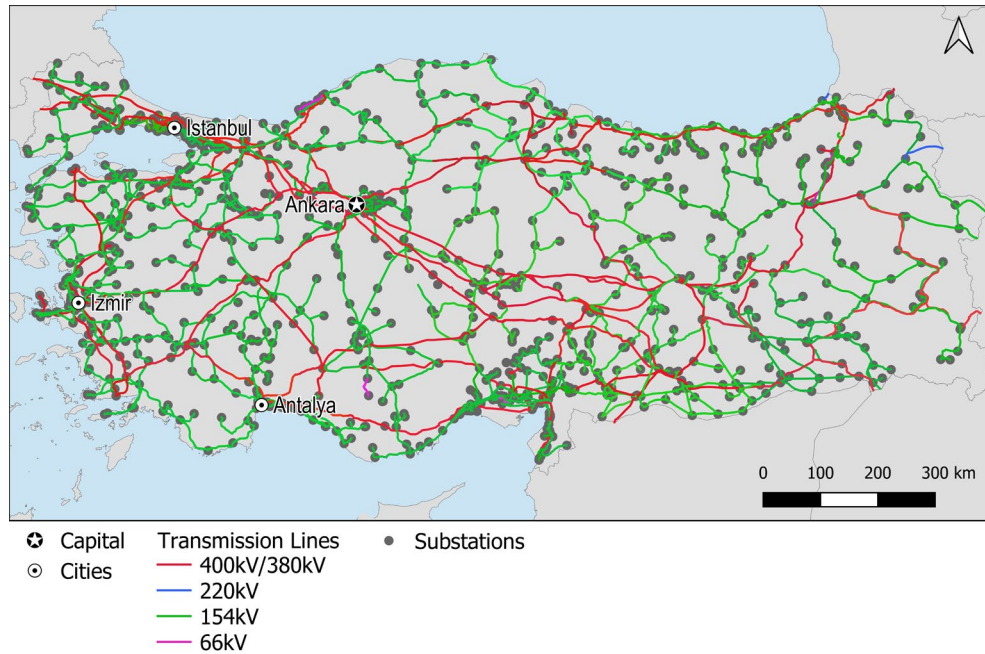 Istanbul
Ankara
Izmir
Antalya
0 100 200 300 km
Capital
Cities
Transmission Lines
400kV/380kV
220kV
154kV
66kV
Substations